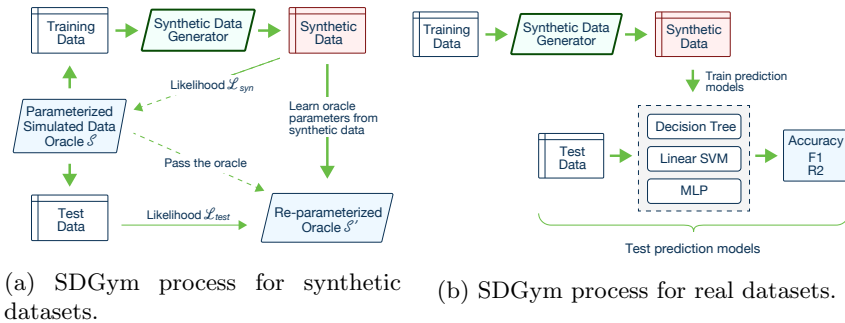 Training
Data
Synthetic Data
Generator
Synthetic
Data
Likelihood ℒsyn
Parameterized
Simulated Data
Oracle 𝒮
Learn oracle
parameters from
synthetic data
Pass the oracle
Test
Data
Likelihood ℒtest
Re-parameterized
Oracle 𝒮′
(a) SDGym process for synthetic
datasets.
Training
Data
Synthetic Data
Generator
Synthetic
Data
Train prediction
models
Test
Data
Decision Tree
Linear SVM
MLP
Accuracy
F1
R2
Test prediction models
(b) SDGym process for real datasets.